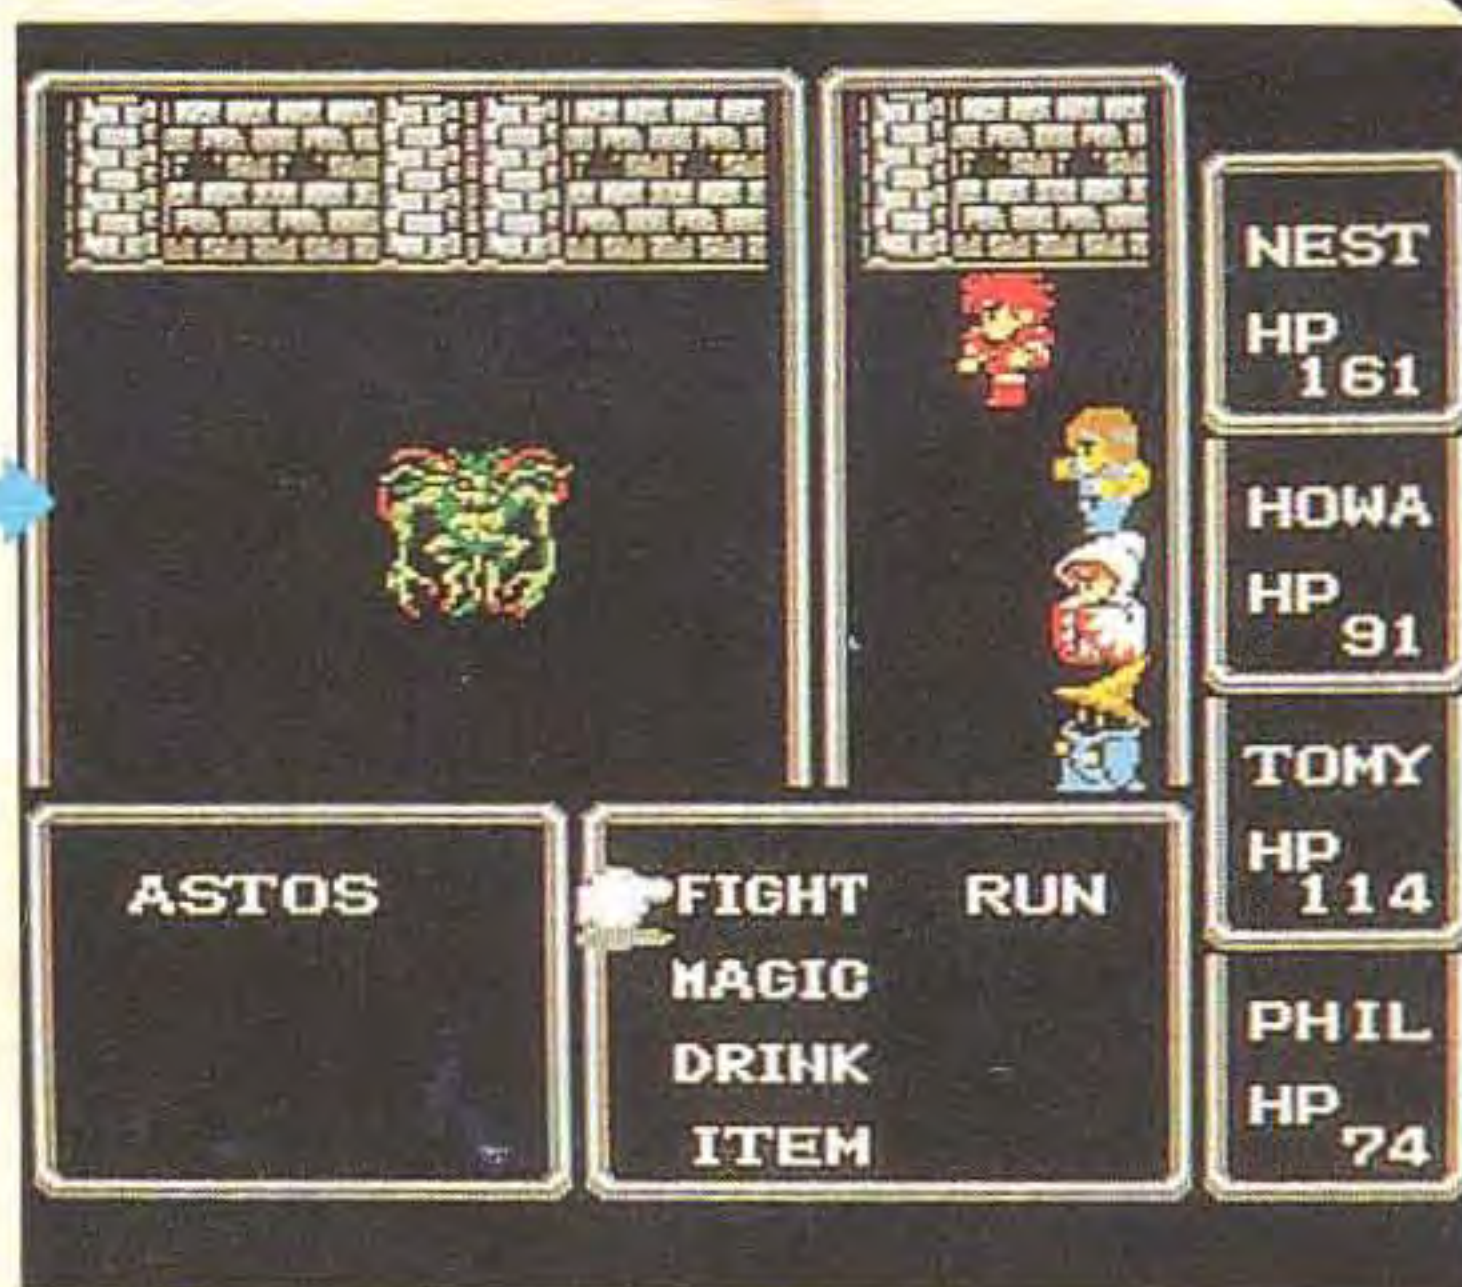 NEST
HP
161
HOWA
HP
91
TOMY
HP
114
PHIL
HP
74
ASTOS
FIGHT RUN
MAGIC
DRINK
ITEM